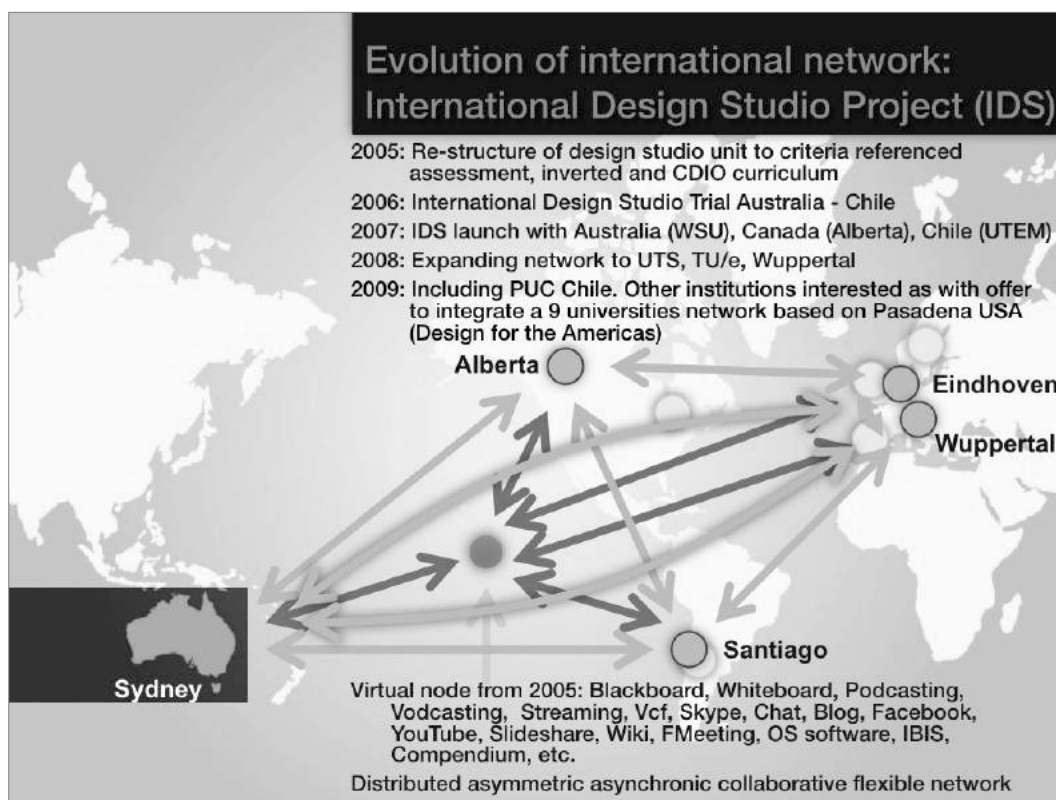 Evolution of international network:
International Design Studio Project (IDS)
2005: Re-structure of design studio unit to criteria referenced
assessment, inverted and CDIO curriculum
2006: International Design Studio Trial Australia - Chile
2007: IDS launch with Australia (WSU), Canada (Alberta), Chile (UTEM)
2008: Expanding network to UTS, TU/e, Wuppertal
2009: Including PUC Chile. Other institutions interested as with offer
to integrate a 9 universities network based on Pasadena USA
(Design for the Americas)
Alberta
Eindhoven
Wuppertal
Santiago
Sydney
Virtual node from 2005: Blackboard, Whiteboard, Podcasting,
Vodcasting, Streaming, Vcf, Skype, Chat, Blog, Facebook,
YouTube, Slideshare, Wiki, FMeeting, OS software, IBIS,
Compendium, etc.
Distributed asymmetric asynchronic collaborative flexible network